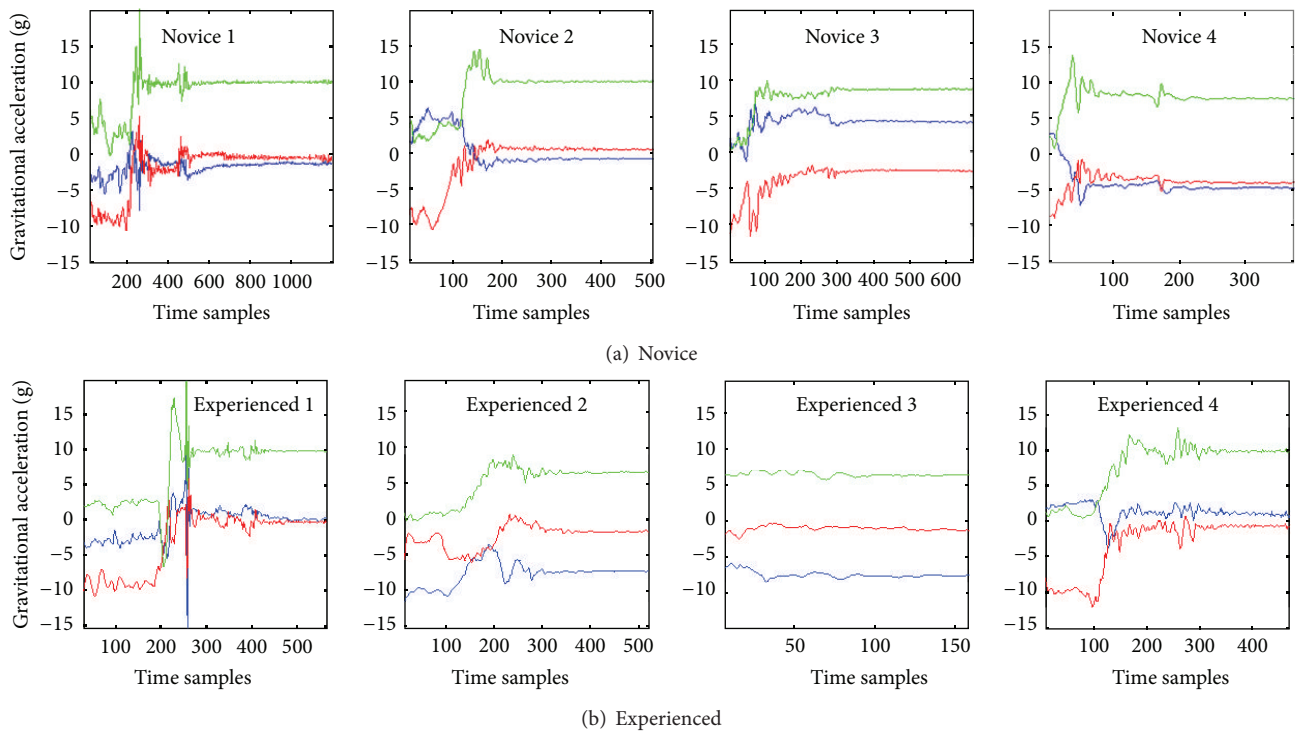 Gravitational acceleration (g)
15
10
5
0
−5
−10
−15
Novice 1
200 400 600 800 1000
Time samples
15
10
5
0
−5
−10
−15
Novice 2
100 200 300 400 500
Time samples
15
10
5
0
−5
−10
−15
Novice 3
100 200 300 400 500 600
Time samples
15
10
5
0
−5
−10
−15
Novice 4
100 200 300
Time samples
(a) Novice
Gravitational acceleration (g)
15
10
5
0
−5
−10
−15
Experienced 1
100 200 300 400 500
Time samples
15
10
5
0
−5
−10
−15
Experienced 2
100 200 300 400 500
Time samples
15
10
5
0
−5
−10
Experienced 3
50 100 150
Time samples
15
10
5
0
−5
−10
−15
Experienced 4
100 200 300 400
Time samples
(b) Experienced